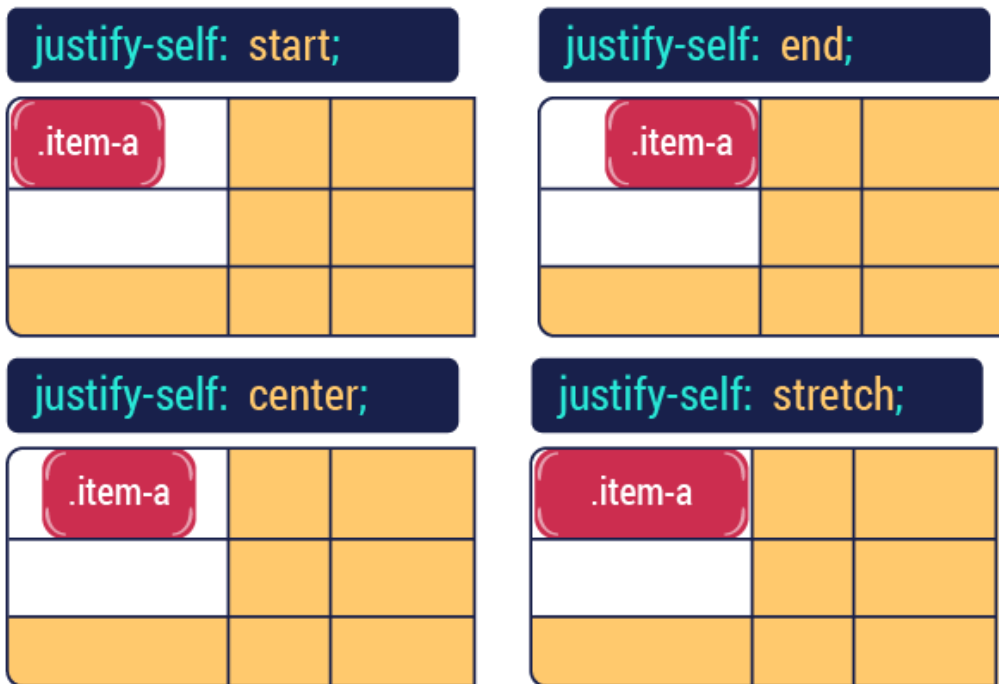 justify-self: start;
justify-self: end;
.item-a
.item-a
justify-self: center;
justify-self: stretch;
.item-a
.item-a